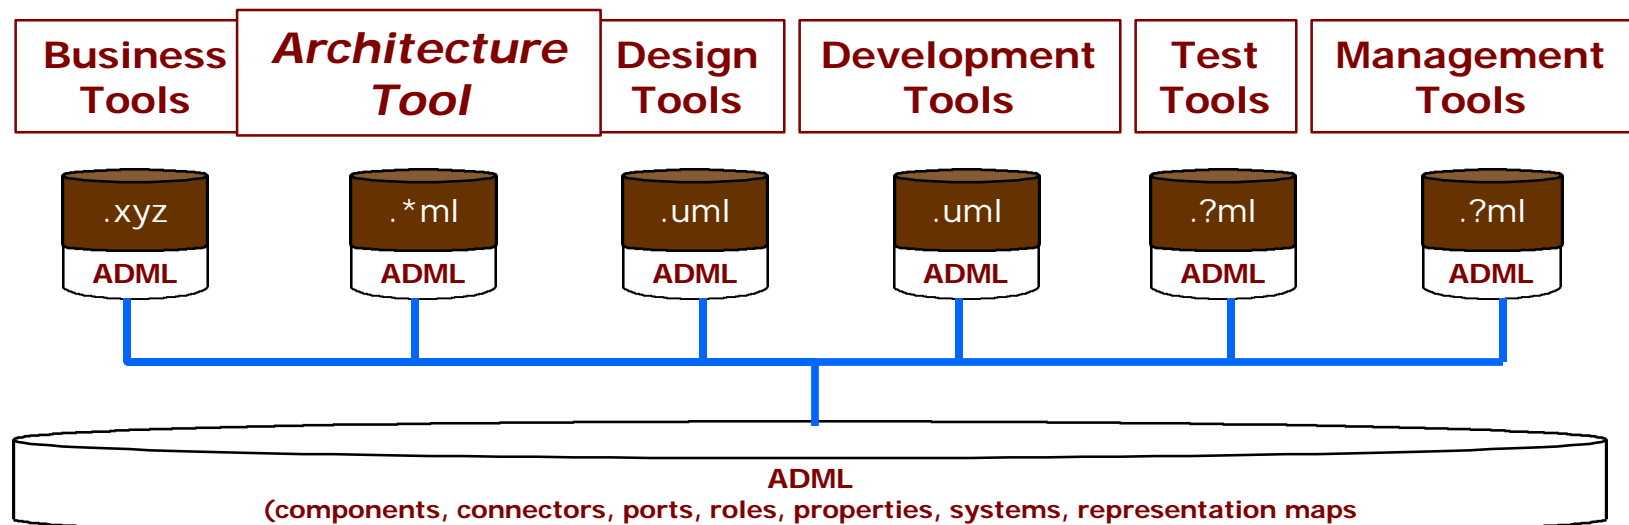 Business
Tools
Architecture
Tool
Design
Tools
Development
Tools
Test
Tools
Management
Tools
.xyz
.*ml
.uml
.uml
.?ml
.?ml
ADML
ADML
ADML
ADML
ADML
ADML
ADML
(components, connectors, ports, roles, properties, systems, representation maps